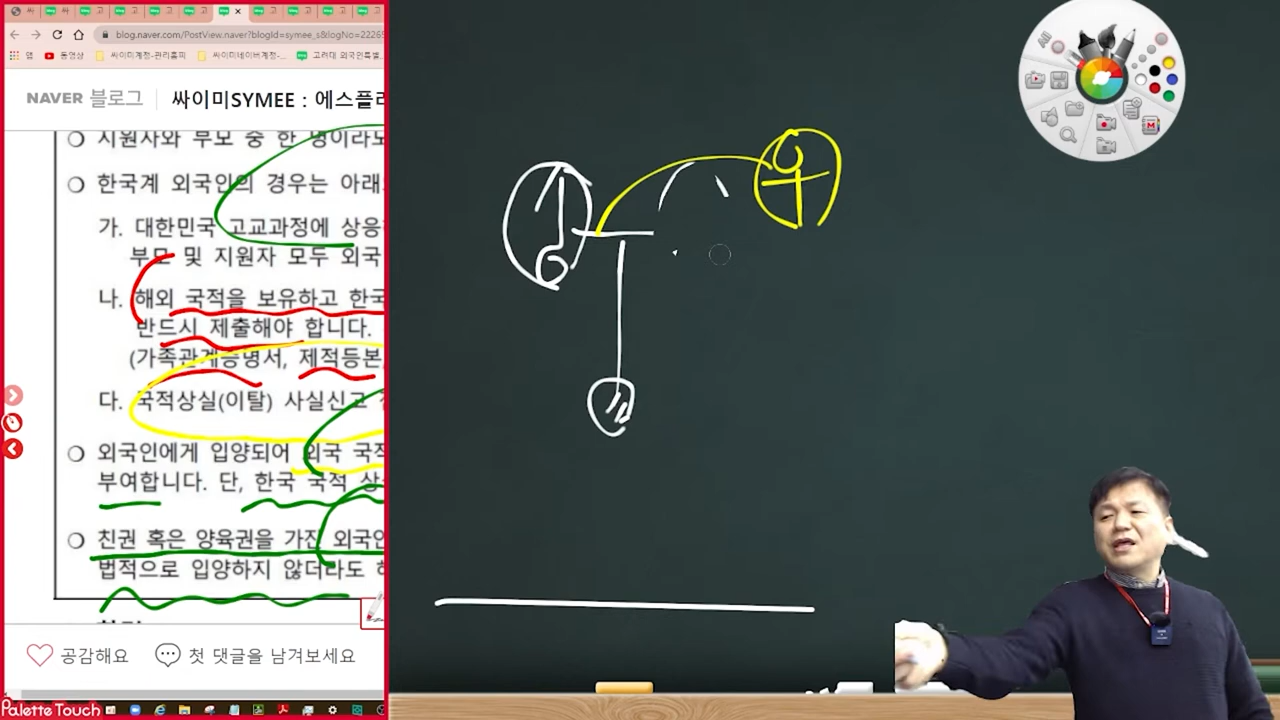 blog.naver.com/PostView.naver?blogId=symee_s&logNo=2226
앱 동영상 싸이미계정-관리홈피 싸이미네이버계정-... 고려대 외국인특별
NAVER 블로그 싸이미SYMEE : 에스플러
지원자와 부모 중 한 명이라도
한국계 외국인의 경우는 아래
가. 대한민국 고교과정에 상응
부모 및 지원자 모두 외국
나. 해외 국적을 보유하고 한국
반드시 제출해야 합니다.
(가족관계증명서, 제적등본,
다. 국적상실(이탈) 사실신고
외국인에게 입양되어 외국 국적
부여합니다. 단, 한국 국적 상
친권 혹은 양육권을 가진 외국인
법적으로 입양하지 않더라도
공감해요 첫 댓글을 남겨보세요
Palette Touch